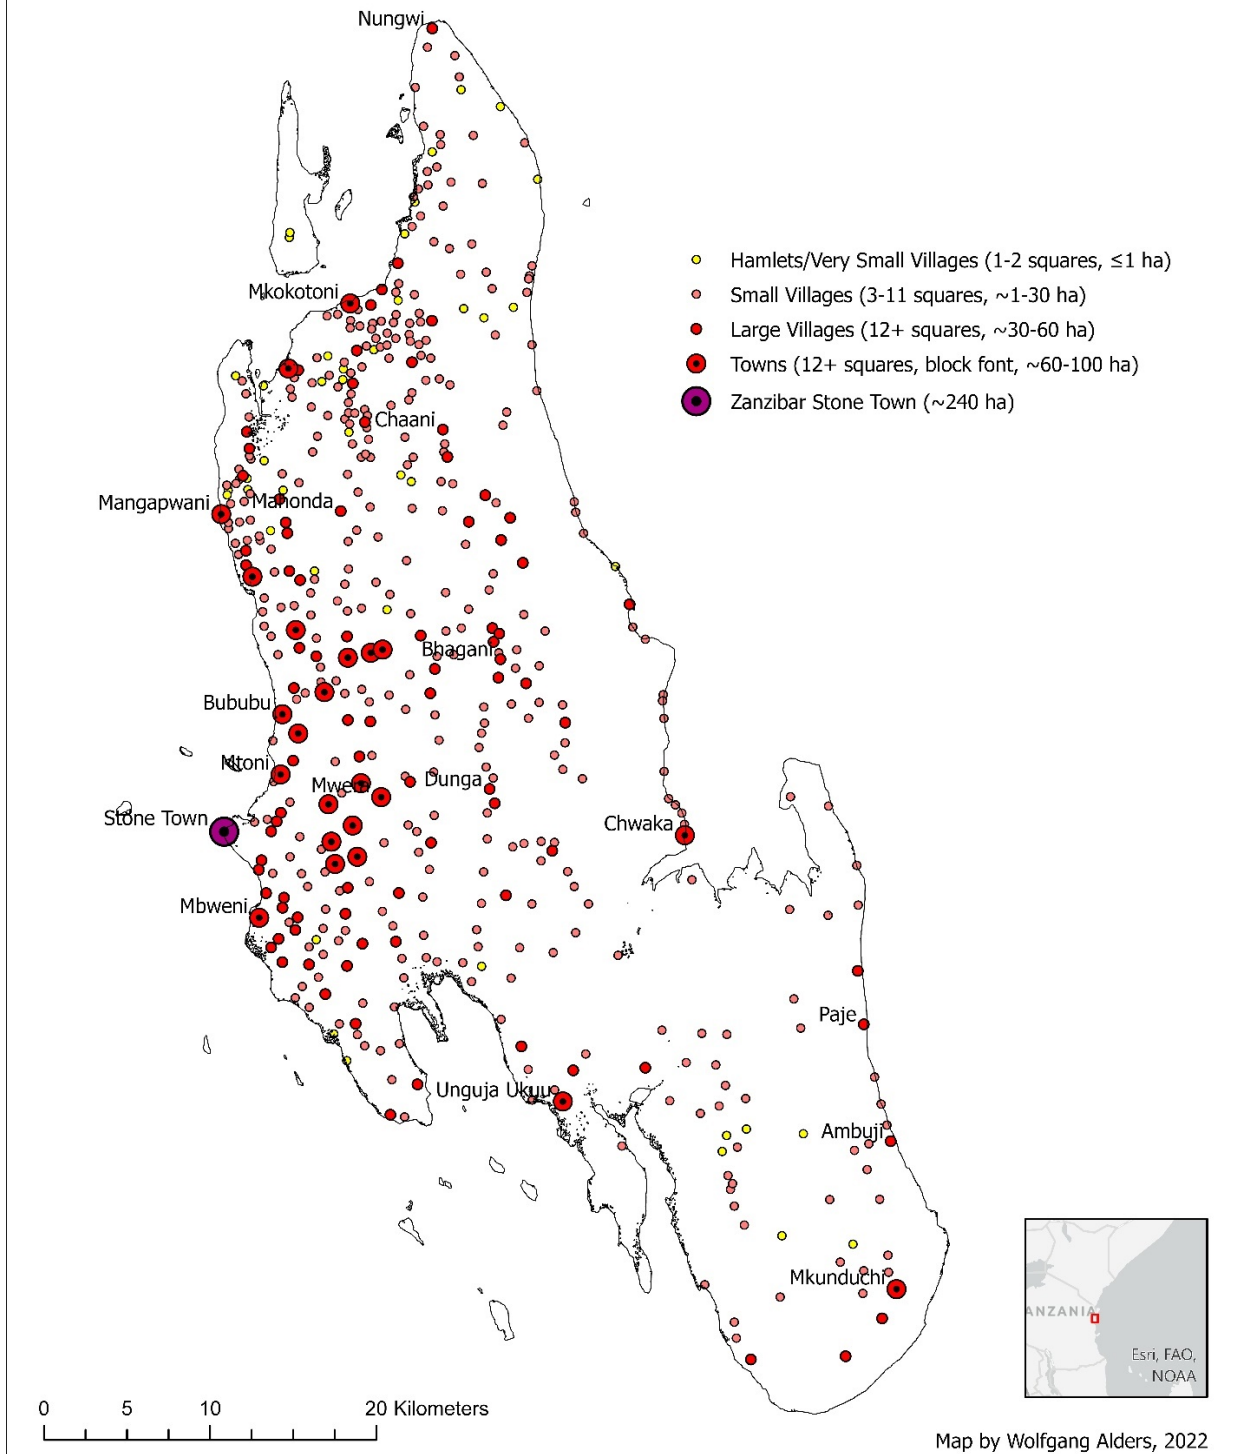 Nungwi
Mkokotoni
Hamlets/Very Small Villages (1-2 squares, ≤1 ha)
Small Villages (3-11 squares, ~1-30 ha)
Large Villages (12+ squares, ~30-60 ha)
Towns (12+ squares, block font, ~60-100 ha)
Zanzibar Stone Town (~240 ha)
Chaani
Mangapwani
Mahonda
Bhagani
Bububu
Mtoni
Mwera
Dunga
Stone Town
Chwaka
Mbweni
Paje
Unguja Ukuu
Ambuji
Mkunduchi
ANZANIA
Esri, FAO,
NOAA
0 5 10 20 Kilometers
Map by Wolfgang Alders, 2022